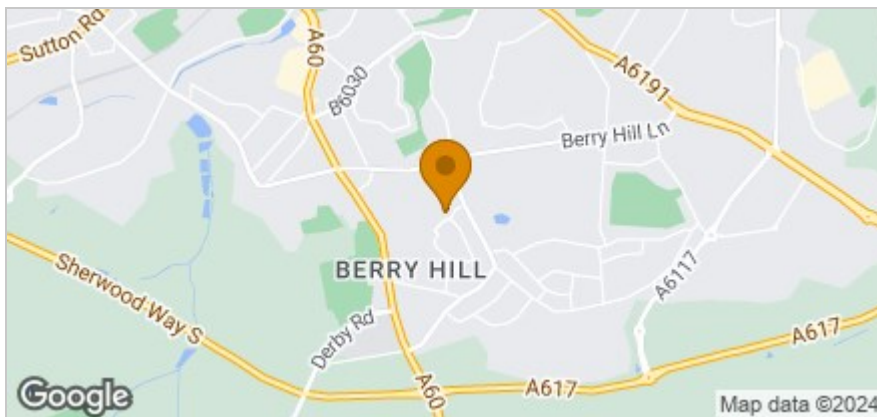 Sutton Rd
A60
B6030
A6191
Berry Hill Ln
BERRY HILL
Sherwood Way S
Derby Rd
A6117
A617
A617
A60
Google
Map data ©2024